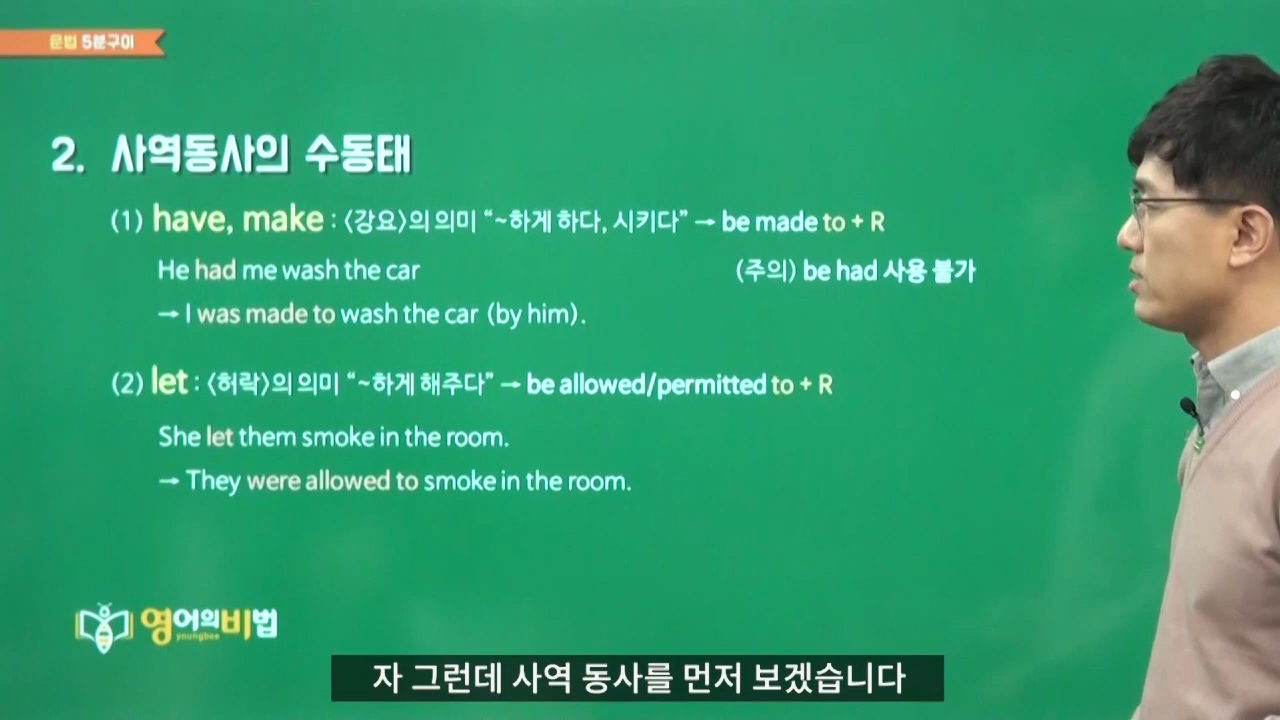 문법 5분구이
2. 사역동사의 수동태
(1) have, make : <강요>의 의미 “~하게 하다, 시키다” → be made to + R
He had me wash the car (주의) be had 사용 불가
→ I was made to wash the car (by him).
(2) let : <허락>의 의미 “~하게 해주다” → be allowed/permitted to + R
She let them smoke in the room.
→ They were allowed to smoke in the room.
영어의비법
youngbee
자 그런데 사역 동사를 먼저 보겠습니다